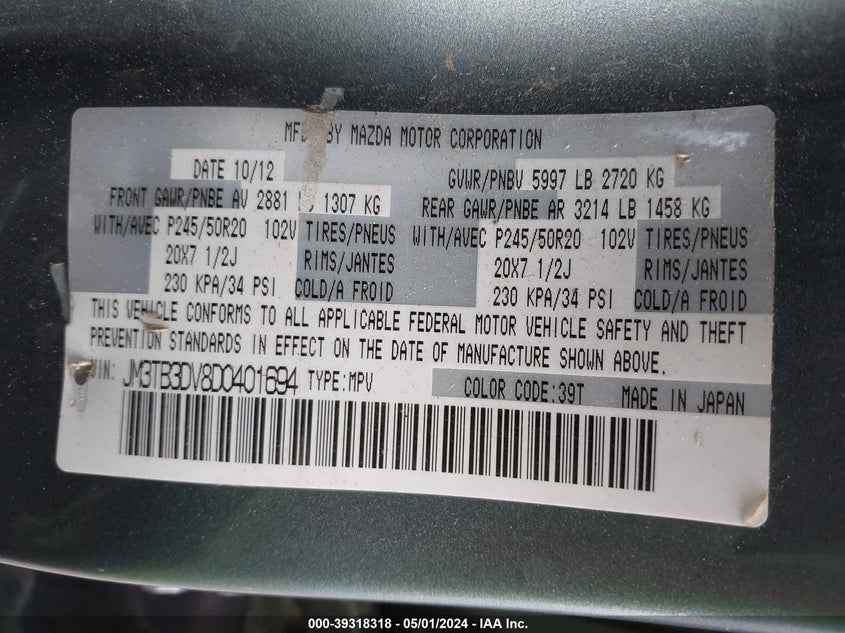 MFD BY MAZDA MOTOR CORPORATION
DATE 10/12 GVWR/PNBV 5997 LB 2720 KG
FRONT GAWR/PNBE AV 2881 1307 KG REAR GAWR/PNBE AR 3214 LB 1458 KG
WITH/AVEC P245/50R20 102V TIRES/PNEUS WITH/AVEC P245/50R20 102V TIRES/PNEUS
20X7 1/2J RIMS/JANTES 20X7 1/2J RIMS/JANTES
230 KPA/34 PSI COLD/A FROID 230 KPA/34 PSI COLD/A FROID
THIS VEHICLE CONFORMS TO ALL APPLICABLE FEDERAL MOTOR VEHICLE SAFETY AND THEFT
PREVENTION STANDARDS IN EFFECT ON THE DATE OF MANUFACTURE SHOWN ABOVE.
VIN: JM3TB3DV8D0401694 TYPE:MPV COLOR CODE:39T MADE IN JAPAN
000-39318318 - 05/01/2024 - IAA Inc.